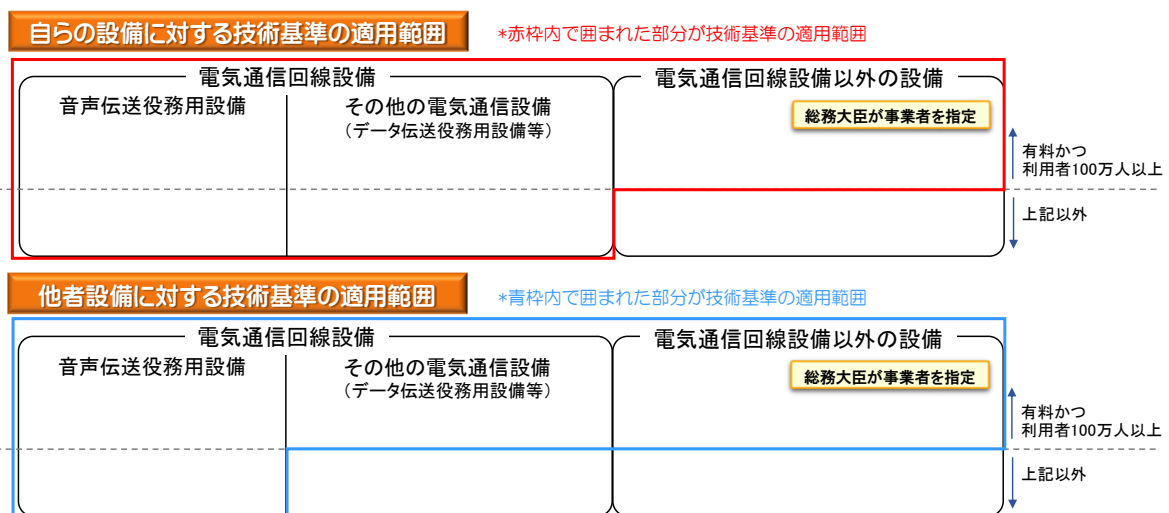 自らの設備に対する技術基準の適用範囲
*赤枠内で囲まれた部分が技術基準の適用範囲
電気通信回線設備
電気通信回線設備以外の設備
音声伝送役務用設備
その他の電気通信設備
（データ伝送役務用設備等）
総務大臣が事業者を指定
有料かつ
利用者100万人以上
上記以外
他者設備に対する技術基準の適用範囲
*青枠内で囲まれた部分が技術基準の適用範囲
電気通信回線設備
電気通信回線設備以外の設備
音声伝送役務用設備
その他の電気通信設備
（データ伝送役務用設備等）
総務大臣が事業者を指定
有料かつ
利用者100万人以上
上記以外